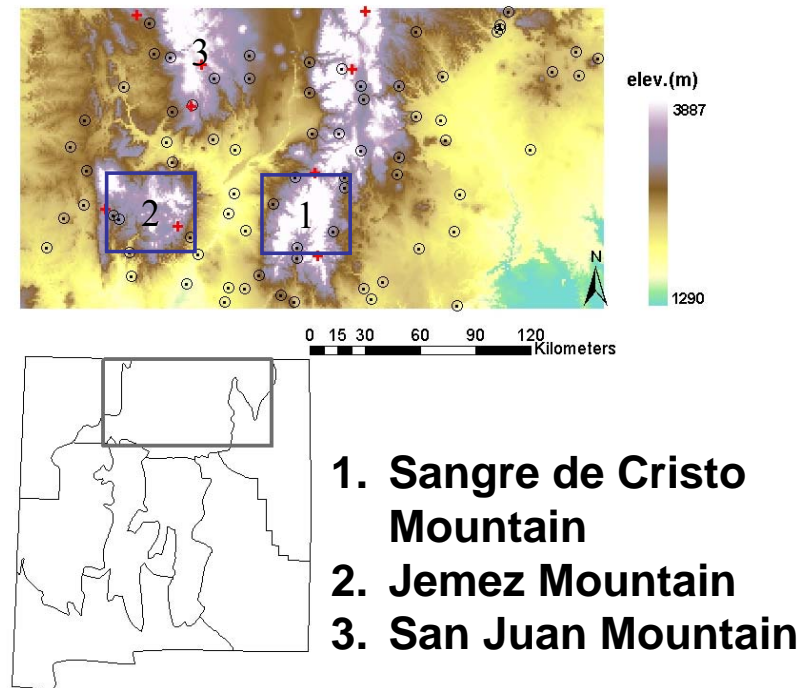 3
2
1
elev.(m)
3887
1290
N
0 15 30 60 90 120
Kilometers
1. Sangre de Cristo
Mountain
2. Jemez Mountain
3. San Juan Mountain